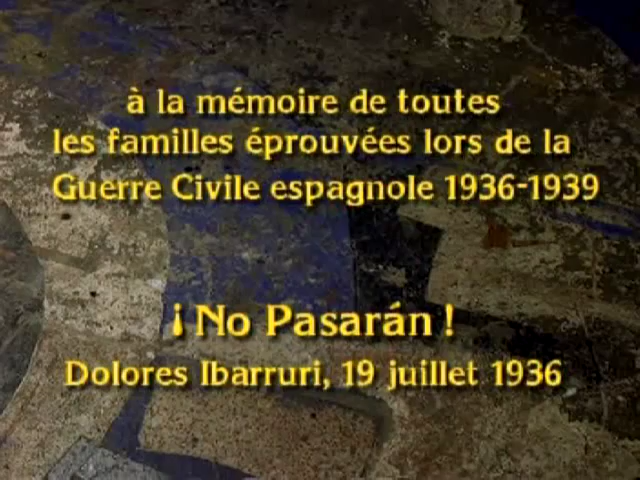 à la mémoire de toutes
les familles éprouvées lors de la
Guerre Civile espagnole 1936-1939
¡ No Pasarán !
Dolores Ibarruri, 19 juillet 1936